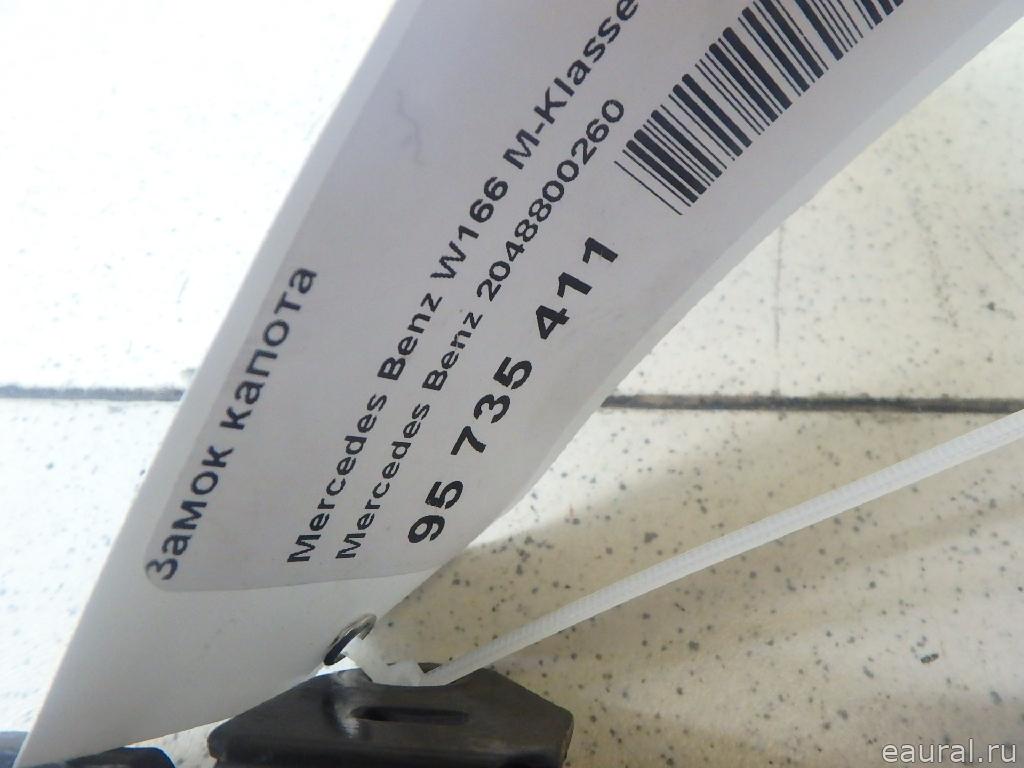 Замок капота
Mercedes Benz W166 M-Klasse
Mercedes Benz 2048800260
95 735 411
eaural.ru